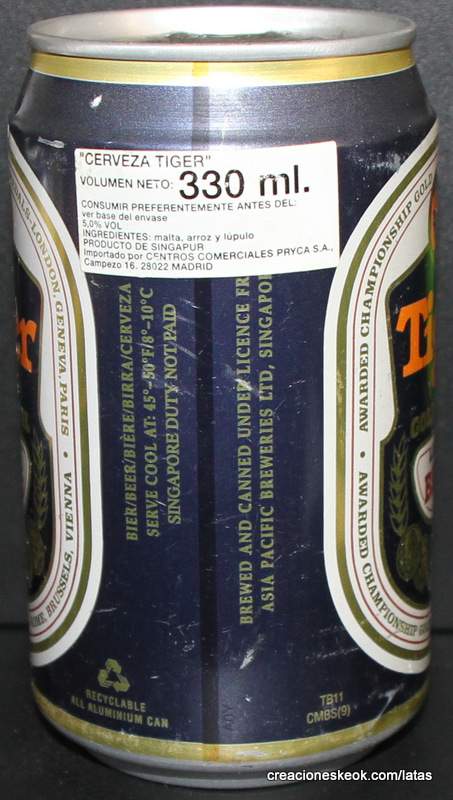 "CERVEZA TIGER"
VOLUMEN NETO: 330 ml.
CONSUMIR PREFERENTEMENTE ANTES DEL:
ver base del envase
5,0% VOL
INGREDIENTES: malta, arroz y lúpulo
PRODUCTO DE SINGAPUR
Importado por CENTROS COMERCIALES PRYCA S.A.,
Campezo 16. 28022 MADRID
BIER/BEER/BIÈRE/BIRRA/CERVEZA
SERVE COOL AT: 45°-50°F/8°-10°C
SINGAPORE DUTY NOT PAID
BREWED AND CANNED UNDER LICENCE FR
ASIA PACIFIC BREWERIES LTD, SINGAPOR
LONDON, GENEVA, PARIS
BRUSSELS, VIENNA
AWARDED CHAMPIONSHIP GOLD
AWARDED CHAMPIONSHIP
RECYCLABLE
ALL ALUMINIUM CAN
TB11
CMBS(9)
creacioneskeok.com/latas